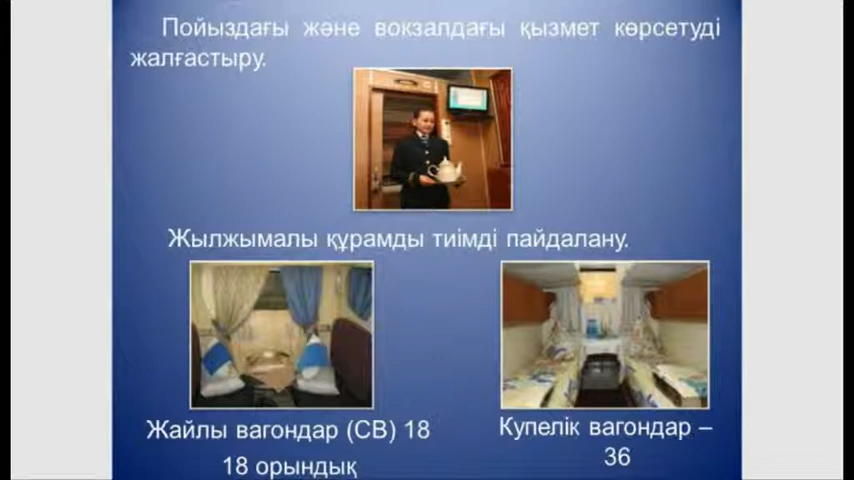 Пойыздағы және вокзалдағы қызмет көрсетуді
жалғастыру.
Жылжымалы құрамды тиімді пайдалану.
Жайлы вагондар (СВ) 18
18 орындық
Купелік вагондар –
36